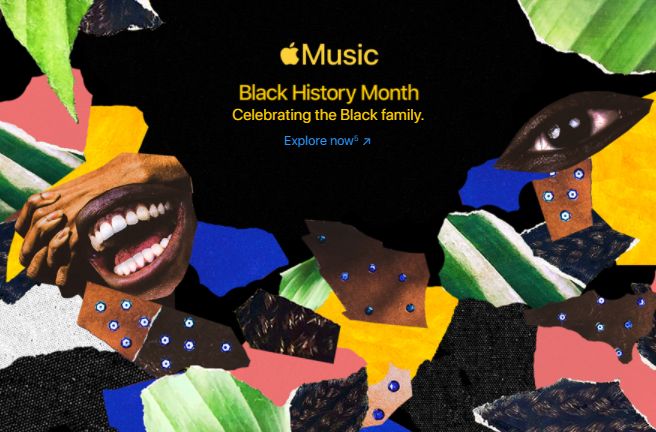 Music
Black History Month
Celebrating the Black family.
Explore now⁵ ↗